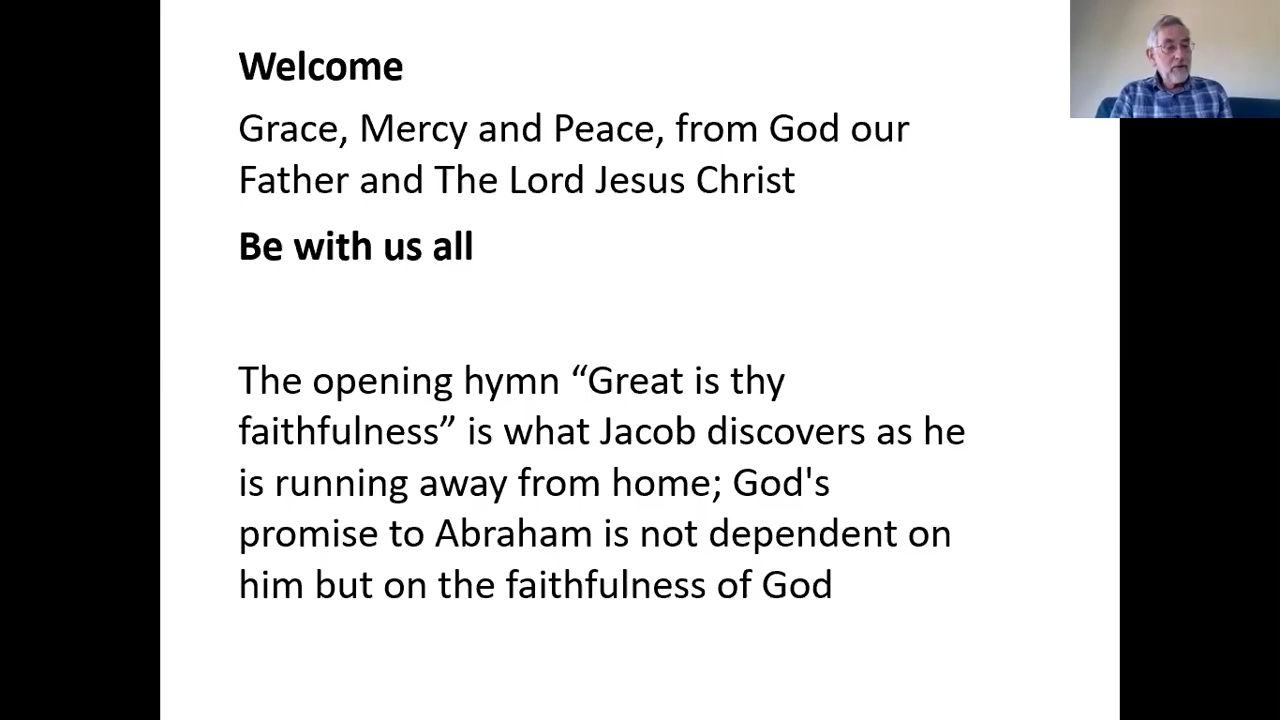 Welcome
Grace, Mercy and Peace, from God our
Father and The Lord Jesus Christ
Be with us all
The opening hymn “Great is thy
faithfulness” is what Jacob discovers as he
is running away from home; God's
promise to Abraham is not dependent on
him but on the faithfulness of God